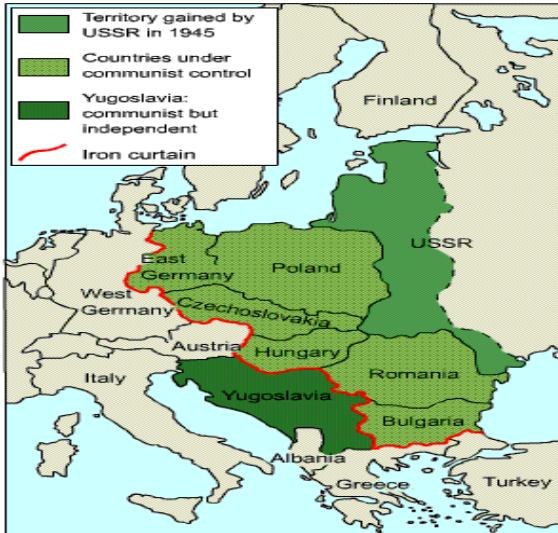 Territory gained by
USSR in 1945
Countries under
communist control
Yugoslavia:
communist but
independent
Iron curtain
Finland
USSR
East
Germany
Poland
West
Germany
Czechoslovakia
Austria
Hungary
Romania
Italy
Yugoslavia
Bulgaria
Albania
Greece
Turkey